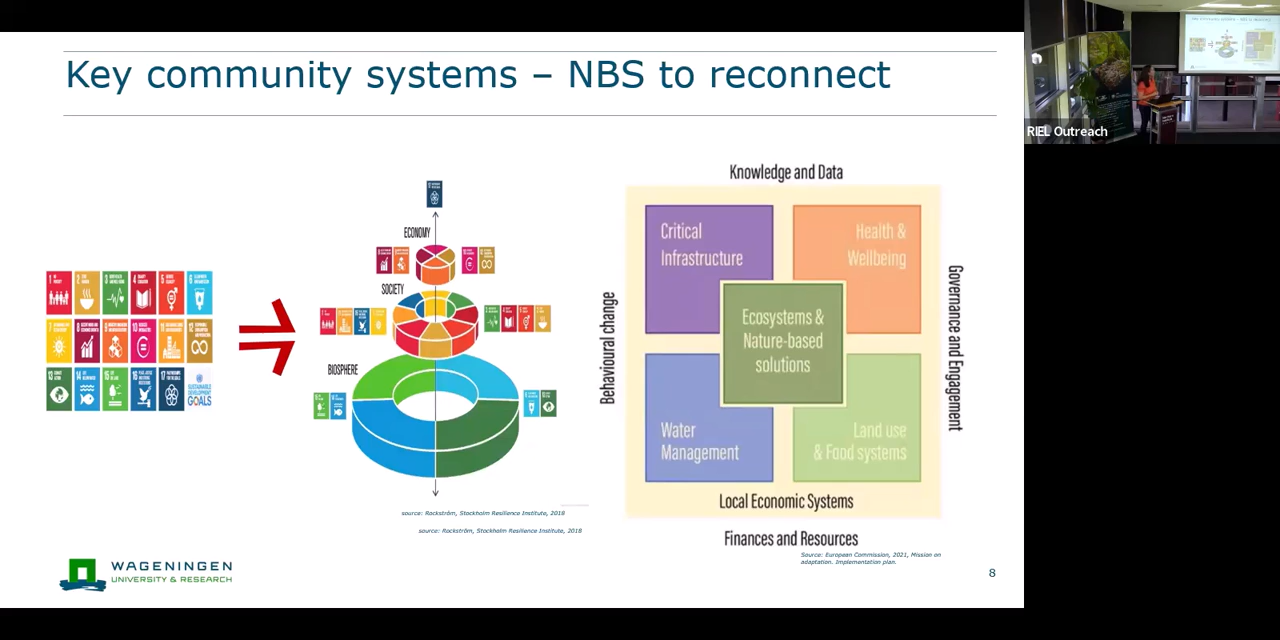 Key community systems – NBS to reconnect
RIEL Outreach
ECONOMY
SOCIETY
BIOSPHERE
SUSTAINABLE
DEVELOPMENT
GOALS
source: Rockström, Stockholm Resilience Institute, 2018
source: Rockström, Stockholm Resilience Institute, 2018
Knowledge and Data
Critical
Infrastructure
Health &
Wellbeing
Ecosystems &
Nature-based
solutions
Behavioural change
Governance and Engagement
Water
Management
Land use
& Food systems
Local Economic Systems
Finances and Resources
Source: European Commission, 2021, Mission on
adaptation. Implementation plan.
WAGENINGEN
UNIVERSITY & RESEARCH
8